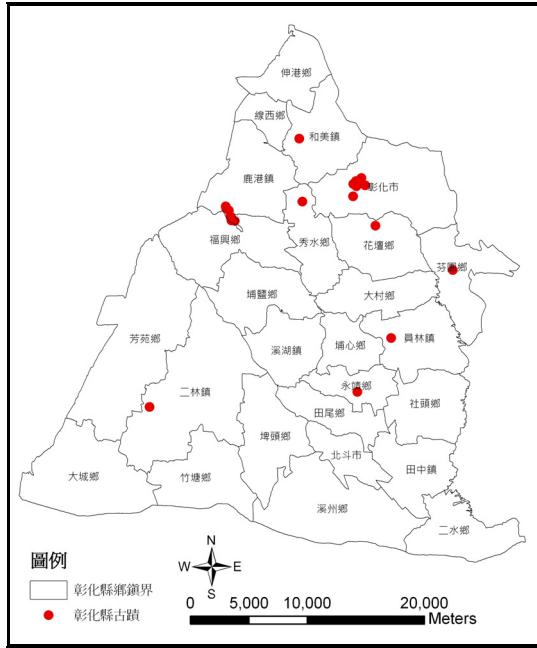 伸港鄉
線西鄉
和美鎮
鹿港鎮
彰化市
福興鄉
秀水鄉
花壇鄉
芬園鄉
埔鹽鄉
大村鄉
芳苑鄉
溪湖鎮
埔心鄉
員林鎮
二林鎮
永靖鄉
社頭鄉
田尾鄉
埤頭鄉
北斗市
田中鎮
大城鄉
竹塘鄉
溪州鄉
二水鄉
圖例
彰化縣鄉鎮界
彰化縣古蹟
N
W E
S
0 5,000 10,000 20,000
Meters